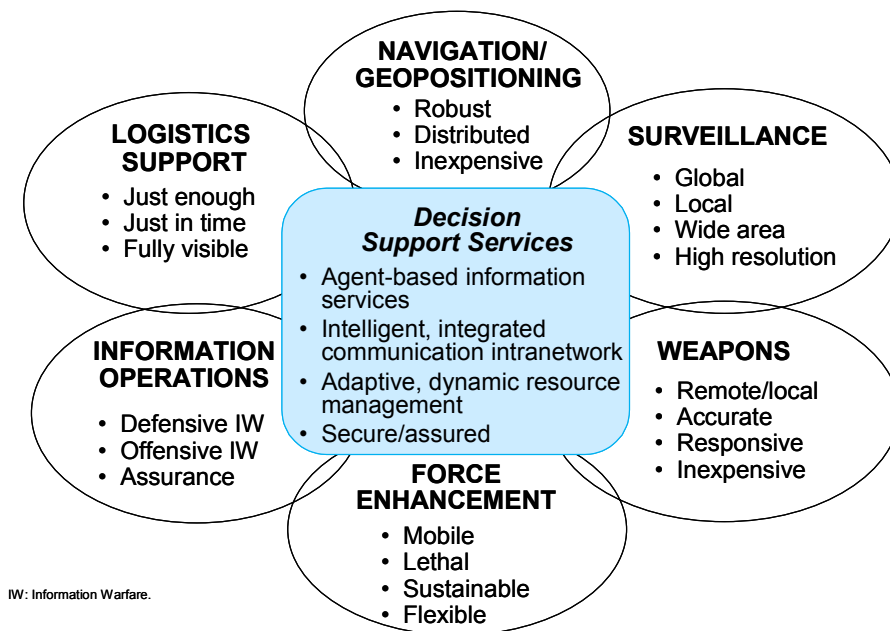 NAVIGATION/
GEOPOSITIONING
• Robust
• Distributed
• Inexpensive
LOGISTICS
SUPPORT
• Just enough
• Just in time
• Fully visible
SURVEILLANCE
• Global
• Local
• Wide area
• High resolution
Decision
Support Services
• Agent-based information
services
• Intelligent, integrated
communication intranetwork
• Adaptive, dynamic resource
management
• Secure/assured
INFORMATION
OPERATIONS
• Defensive IW
• Offensive IW
• Assurance
WEAPONS
• Remote/local
• Accurate
• Responsive
• Inexpensive
FORCE
ENHANCEMENT
• Mobile
• Lethal
• Sustainable
• Flexible
IW: Information Warfare.